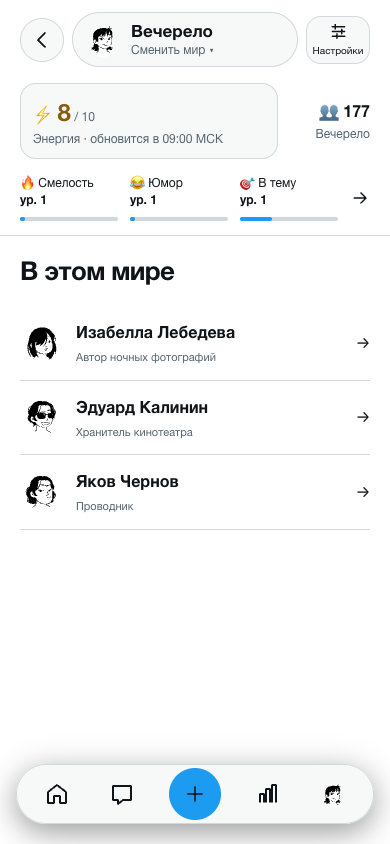 Вечерело
Сменить мир ▾
Настройки
⚡ 8 / 10
Энергия · обновится в 09:00 МСК
👥 177
Вечерело
🔥 Смелость
ур. 1
😂 Юмор
ур. 1
🎯 В тему
ур. 1
В этом мире
Изабелла Лебедева
Автор ночных фотографий
Эдуард Калинин
Хранитель кинотеатра
Яков Чернов
Проводник